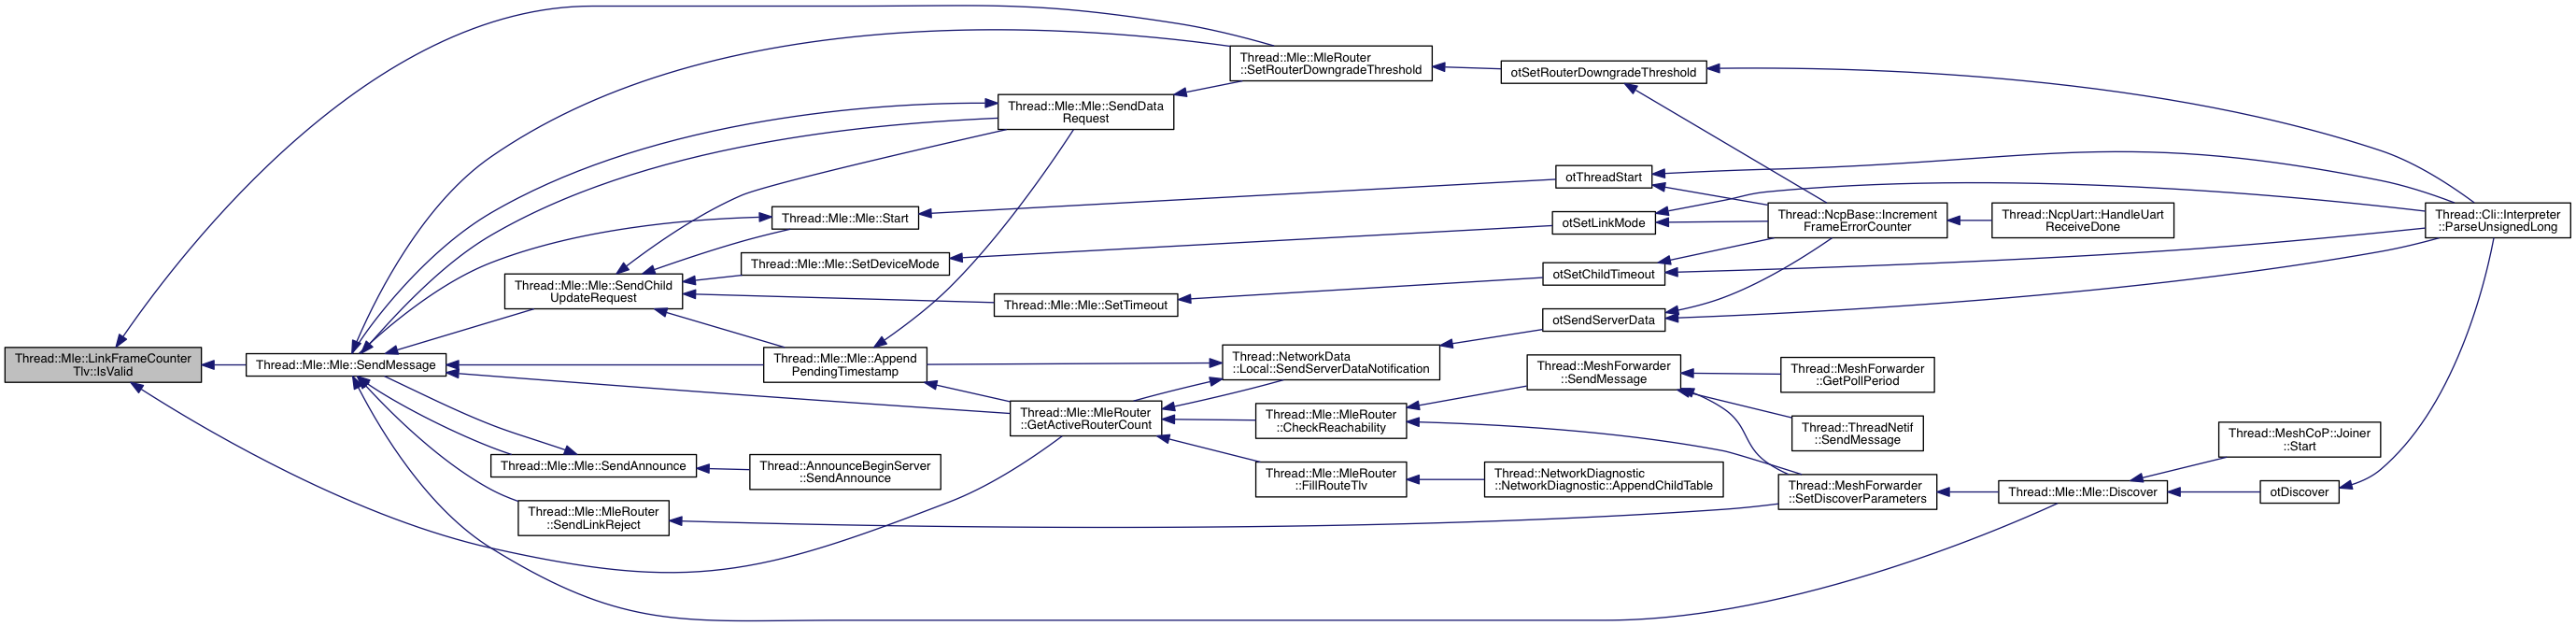 Thread::Mle::LinkFrameCounter
Tlv::IsValid
Thread::Mle::Mle::SendMessage
Thread::Mle::Mle::SendChild
UpdateRequest
Thread::Mle::Mle::SendAnnounce
Thread::Mle::MleRouter
::SendLinkReject
Thread::Mle::Mle::Start
Thread::Mle::Mle::SetDeviceMode
Thread::Mle::Mle::Append
PendingTimestamp
Thread::AnnounceBeginServer
::SendAnnounce
Thread::Mle::Mle::SendData
Request
Thread::Mle::Mle::SetTimeout
Thread::Mle::MleRouter
::GetActiveRouterCount
Thread::Mle::MleRouter
::SetRouterDowngradeThreshold
Thread::NetworkData
::Local::SendServerDataNotification
Thread::Mle::MleRouter
::CheckReachability
Thread::Mle::MleRouter
::FillRouteTlv
otSetRouterDowngradeThreshold
otThreadStart
otSetLinkMode
otSetChildTimeout
otSendServerData
Thread::MeshForwarder
::SendMessage
Thread::NetworkDiagnostic
::NetworkDiagnostic::AppendChildTable
Thread::NcpBase::Increment
FrameErrorCounter
Thread::MeshForwarder
::GetPollPeriod
Thread::ThreadNetif
::SendMessage
Thread::MeshForwarder
::SetDiscoverParameters
Thread::NcpUart::HandleUart
ReceiveDone
Thread::Mle::Mle::Discover
Thread::MeshCoP::Joiner
::Start
otDiscover
Thread::Cli::Interpreter
::ParseUnsignedLong